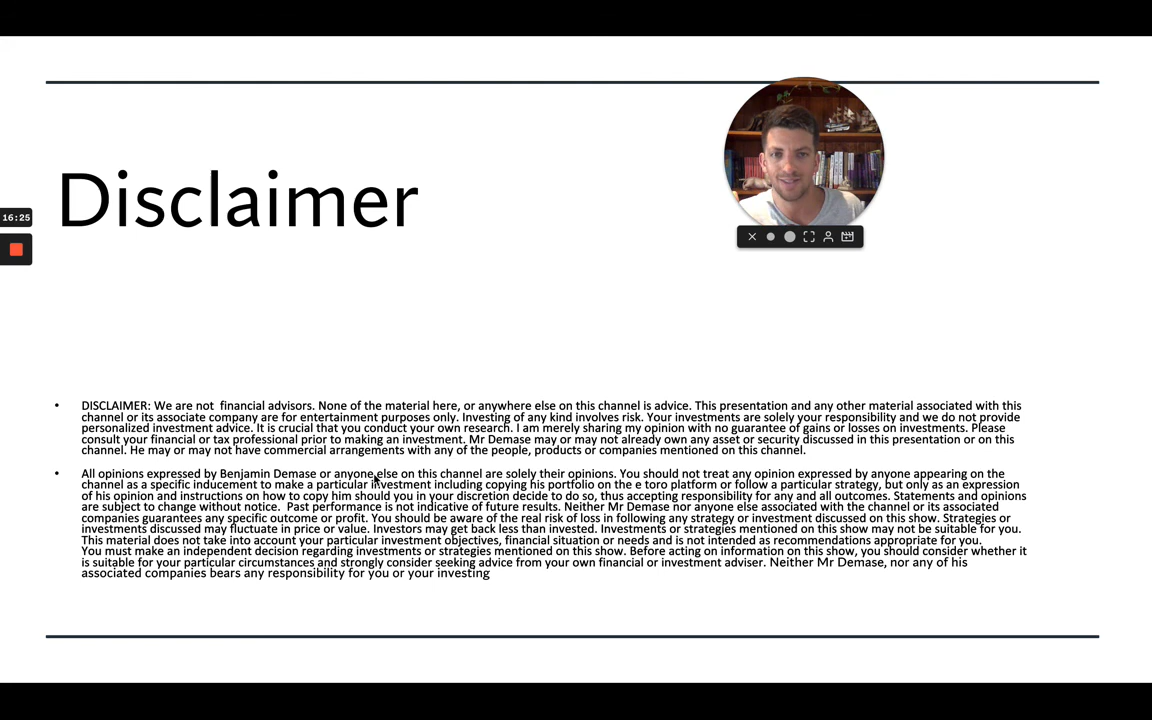 Disclaimer
16:25
• DISCLAIMER: We are not  financial advisors. None of the material here, or anywhere else on this channel is advice. This presentation and any other material associated with this
channel or its associate company are for entertainment purposes only. Investing of any kind involves risk. Your investments are solely your responsibility and we do not provide
personalized investment advice. It is crucial that you conduct your own research. I am merely sharing my opinion with no guarantee of gains or losses on investments. Please
consult your financial or tax professional prior to making an investment. Mr Demase may or may not already own any asset or security discussed in this presentation or on this
channel. He may or may not have commercial arrangements with any of the people, products or companies mentioned on this channel.
• All opinions expressed by Benjamin Demase or anyone else on this channel are solely their opinions. You should not treat any opinion expressed by anyone appearing on the
channel as a specific inducement to make a particular investment including copying his portfolio on the e toro platform or follow a particular strategy, but only as an expression
of his opinion and instructions on how to copy him should you in your discretion decide to do so, thus accepting responsibility for any and all outcomes. Statements and opinions
are subject to change without notice.  Past performance is not indicative of future results. Neither Mr Demase nor anyone else associated with the channel or its associated
companies guarantees any specific outcome or profit. You should be aware of the real risk of loss in following any strategy or investment discussed on this show. Strategies or
investments discussed may fluctuate in price or value. Investors may get back less than invested. Investments or strategies mentioned on this show may not be suitable for you.
This material does not take into account your particular investment objectives, financial situation or needs and is not intended as recommendations appropriate for you.
You must make an independent decision regarding investments or strategies mentioned on this show. Before acting on information on this show, you should consider whether it
is suitable for your particular circumstances and strongly consider seeking advice from your own financial or investment adviser. Neither Mr Demase, nor any of his
associated companies bears any responsibility for you or your investing